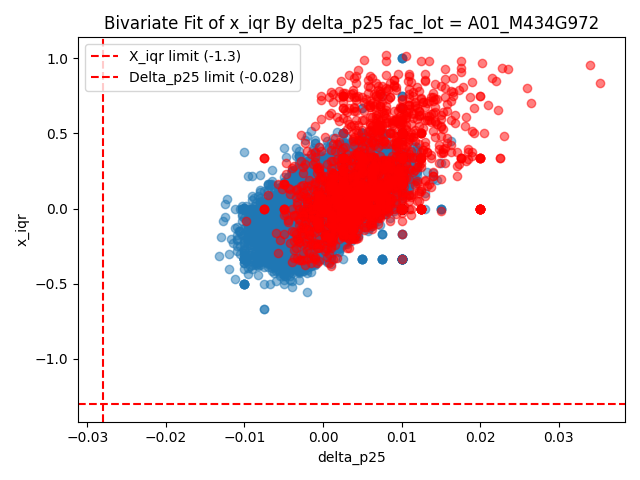 Bivariate Fit of x_iqr By delta_p25 fac_lot = A01_M434G972
X_iqr limit (-1.3)
Delta_p25 limit (-0.028)
1.0
0.5
0.0
−0.5
−1.0
x_iqr
−0.03 −0.02 −0.01 0.00 0.01 0.02 0.03
delta_p25